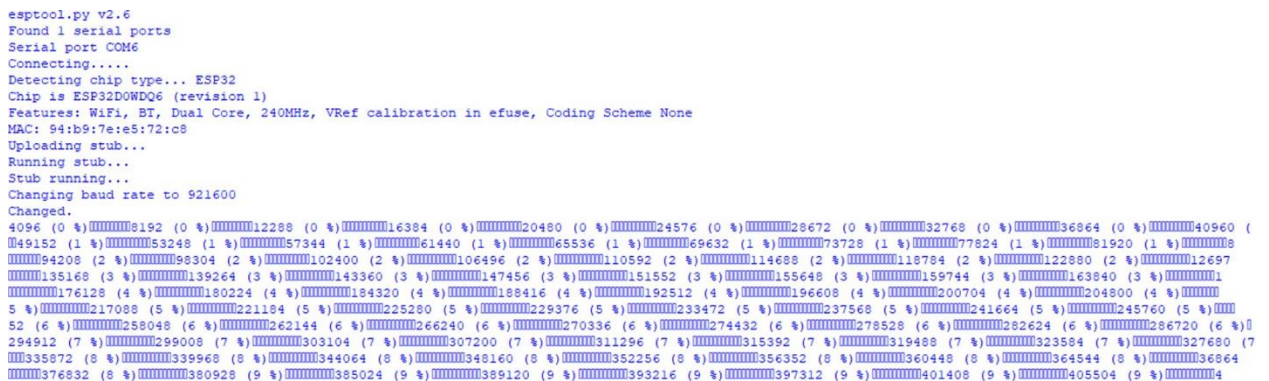 esptool.py v2.6
Found 1 serial ports
Serial port COM6
Connecting.....
Detecting chip type... ESP32
Chip is ESP32D0WDQ6 (revision 1)
Features: WiFi, BT, Dual Core, 240MHz, VRef calibration in efuse, Coding Scheme None
MAC: 94:b9:7e:e5:72:c8
Uploading stub...
Running stub...
Stub running...
Changing baud rate to 921600
Changed.
4096 (0 %)8192 (0 %)12288 (0 %)16384 (0 %)20480 (0 %)24576 (0 %)28672 (0 %)32768 (0 %)36864 (0 %)40960 (
49152 (1 %)53248 (1 %)57344 (1 %)61440 (1 %)65536 (1 %)69632 (1 %)73728 (1 %)77824 (1 %)81920 (1 %)8
94208 (2 %)98304 (2 %)102400 (2 %)106496 (2 %)110592 (2 %)114688 (2 %)118784 (2 %)122880 (2 %)12697
135168 (3 %)139264 (3 %)143360 (3 %)147456 (3 %)151552 (3 %)155648 (3 %)159744 (3 %)163840 (3 %)1
176128 (4 %)180224 (4 %)184320 (4 %)188416 (4 %)192512 (4 %)196608 (4 %)200704 (4 %)204800 (4 %)
5 %)217088 (5 %)221184 (5 %)225280 (5 %)229376 (5 %)233472 (5 %)237568 (5 %)241664 (5 %)245760 (5 %)
52 (6 %)258048 (6 %)262144 (6 %)266240 (6 %)270336 (6 %)274432 (6 %)278528 (6 %)282624 (6 %)286720 (6 %)
294912 (7 %)299008 (7 %)303104 (7 %)307200 (7 %)311296 (7 %)315392 (7 %)319488 (7 %)323584 (7 %)327680 (7
335872 (8 %)339968 (8 %)344064 (8 %)348160 (8 %)352256 (8 %)356352 (8 %)360448 (8 %)364544 (8 %)36864
376832 (8 %)380928 (9 %)385024 (9 %)389120 (9 %)393216 (9 %)397312 (9 %)401408 (9 %)405504 (9 %)4